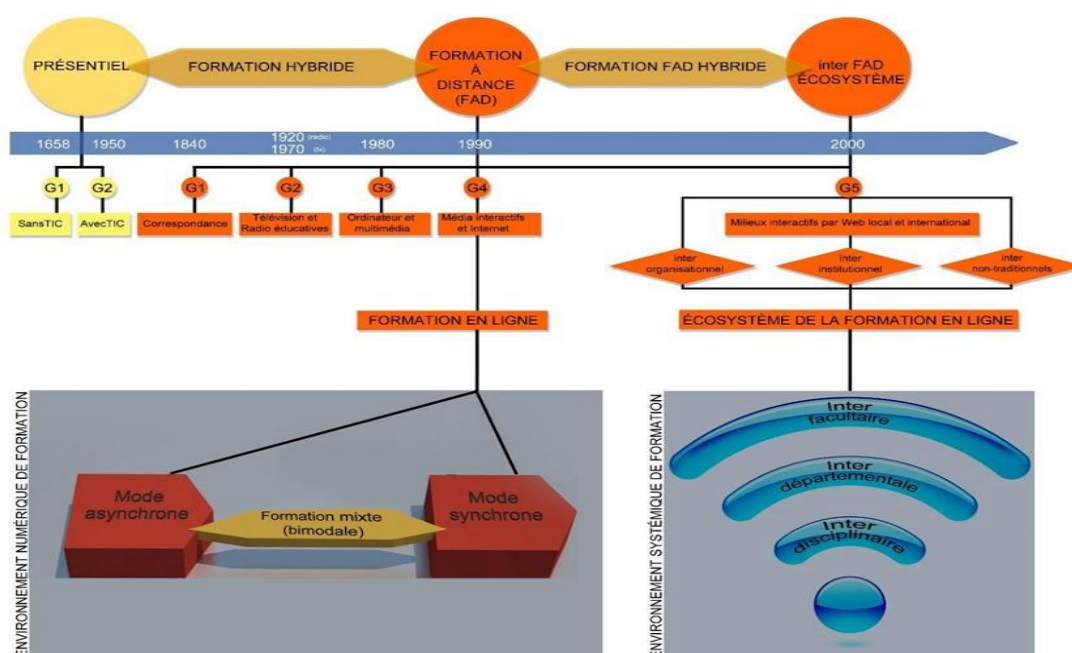 PRÉSENTIEL
FORMATION HYBRIDE
FORMATION
À
DISTANCE
(FAD)
FORMATION FAD HYBRIDE
inter FAD
ÉCOSYSTÈME
1658
1950
1840
1920 (radio)
1970 (tv)
1980
1990
2000
G1
G2
G1
G2
G3
G4
G5
SansTIC
AvecTIC
Correspondance
Télévision et
Radio éducatives
Ordinateur et
multimédia
Média interactifs
et Internet
Milieux interactifs par Web local et international
inter
organisationnel
inter
institutionnel
inter
non-traditionnels
FORMATION EN LIGNE
ÉCOSYSTÈME DE LA FORMATION EN LIGNE
ENVIRONNEMENT NUMÉRIQUE DE FORMATION
Mode
asynchrone
Formation mixte
(bimodale)
Mode
synchrone
ENVIRONNEMENT SYSTÉMIQUE DE FORMATION
Inter
facultaire
Inter
départementale
Inter
disciplinaire